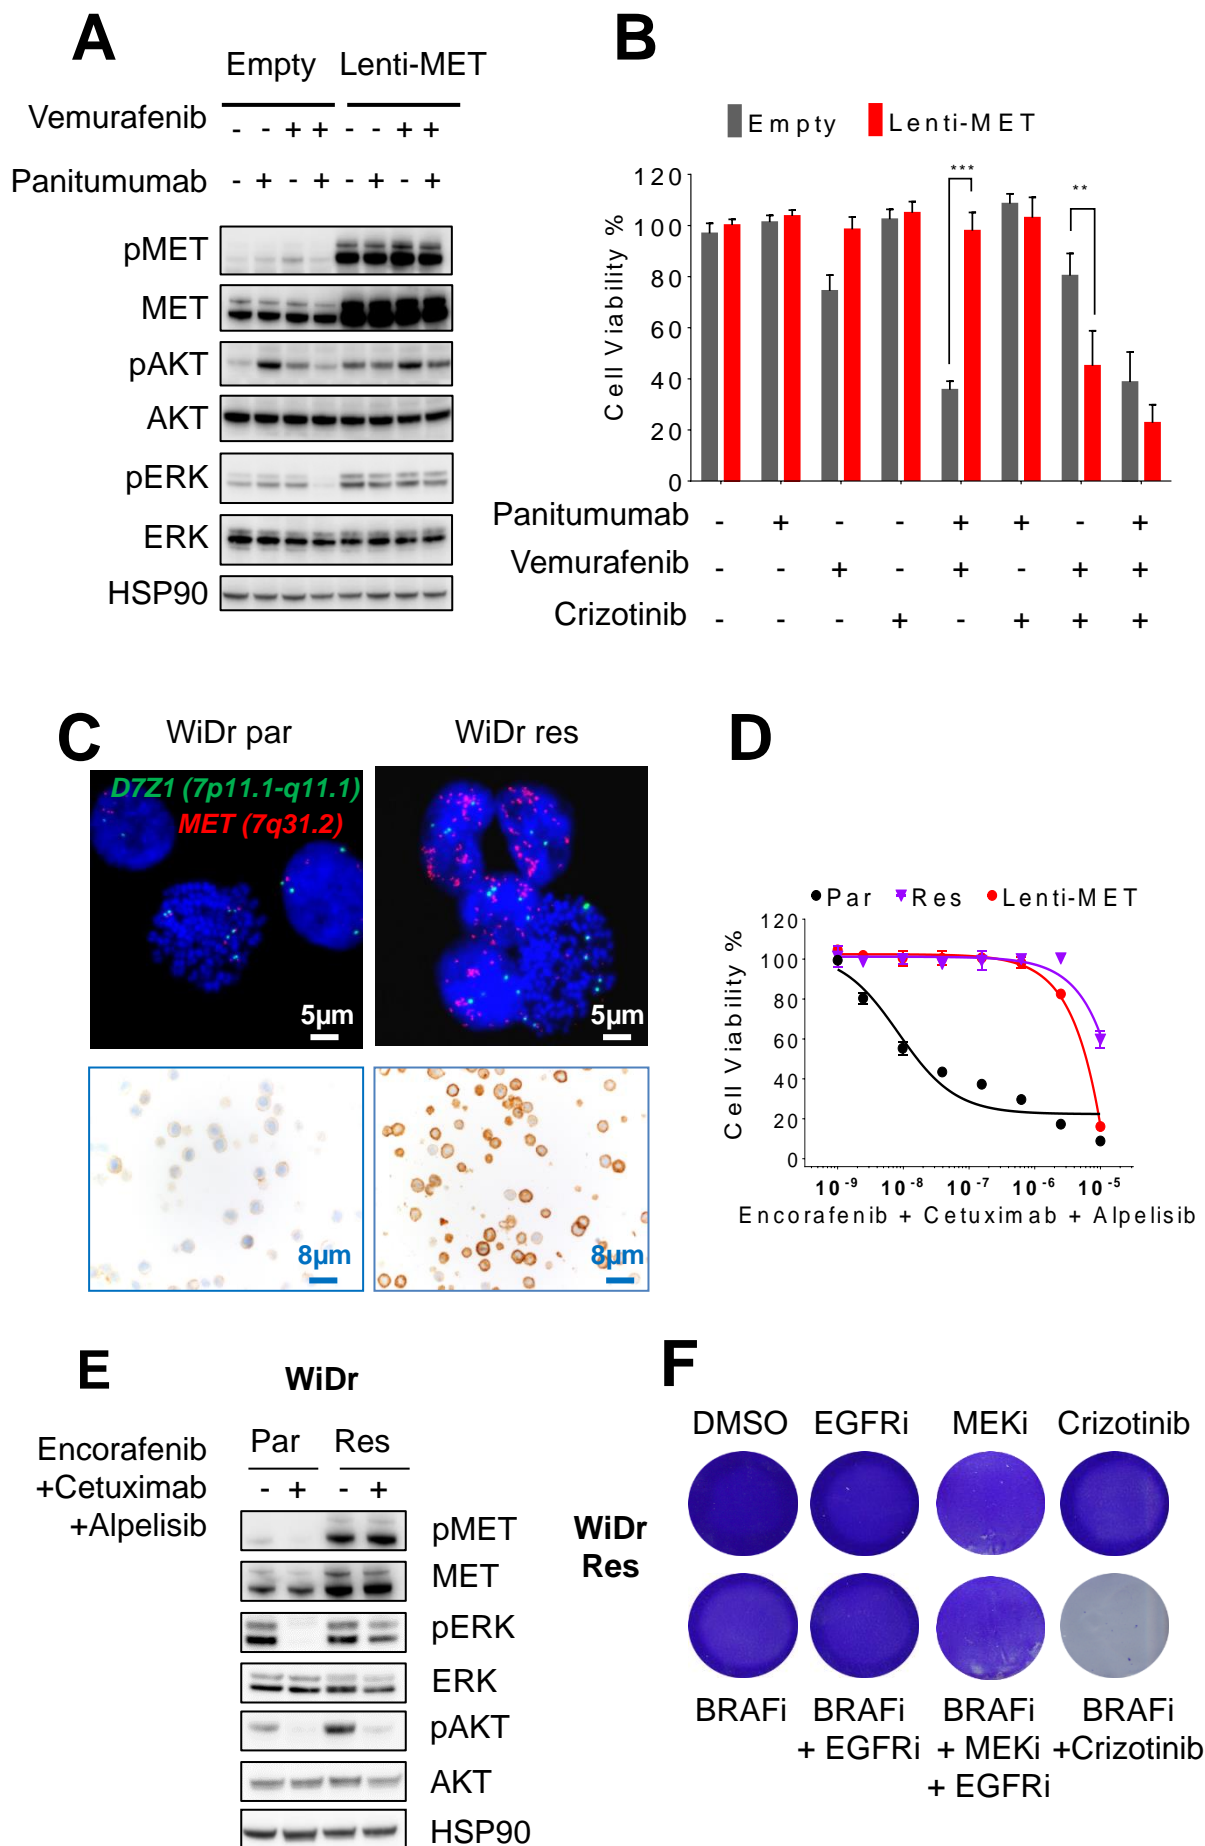 A
Empty Lenti-MET
Vemurafenib - - + + - - + +
Panitumumab - + - + - + - +
pMET
MET
pAKT
AKT
pERK
ERK
HSP90
B
Empty Lenti-MET
*** **
Cell Viability %
120
100
80
60
40
20
0
Panitumumab - + - - + + - +
Vemurafenib - - + - + - + +
Crizotinib - - - + - + + +
C
WiDr par WiDr res
D7Z1 (7p11.1-q11.1)
MET (7q31.2)
5µm 5µm
8µm 8µm
D
Par Res Lenti-MET
Cell Viability %
120
100
80
60
40
20
0
10-9 10-8 10-7 10-6 10-5
Encorafenib + Cetuximab + Alpelisib
E
WiDr
Encorafenib
+Cetuximab
+Alpelisib
Par Res
- + - +
pMET
MET
pERK
ERK
pAKT
AKT
HSP90
F
DMSO EGFRi MEKi Crizotinib
WiDr
Res
BRAFi BRAFi BRAFi BRAFi
+ EGFRi + MEKi +Crizotinib
+ EGFRi